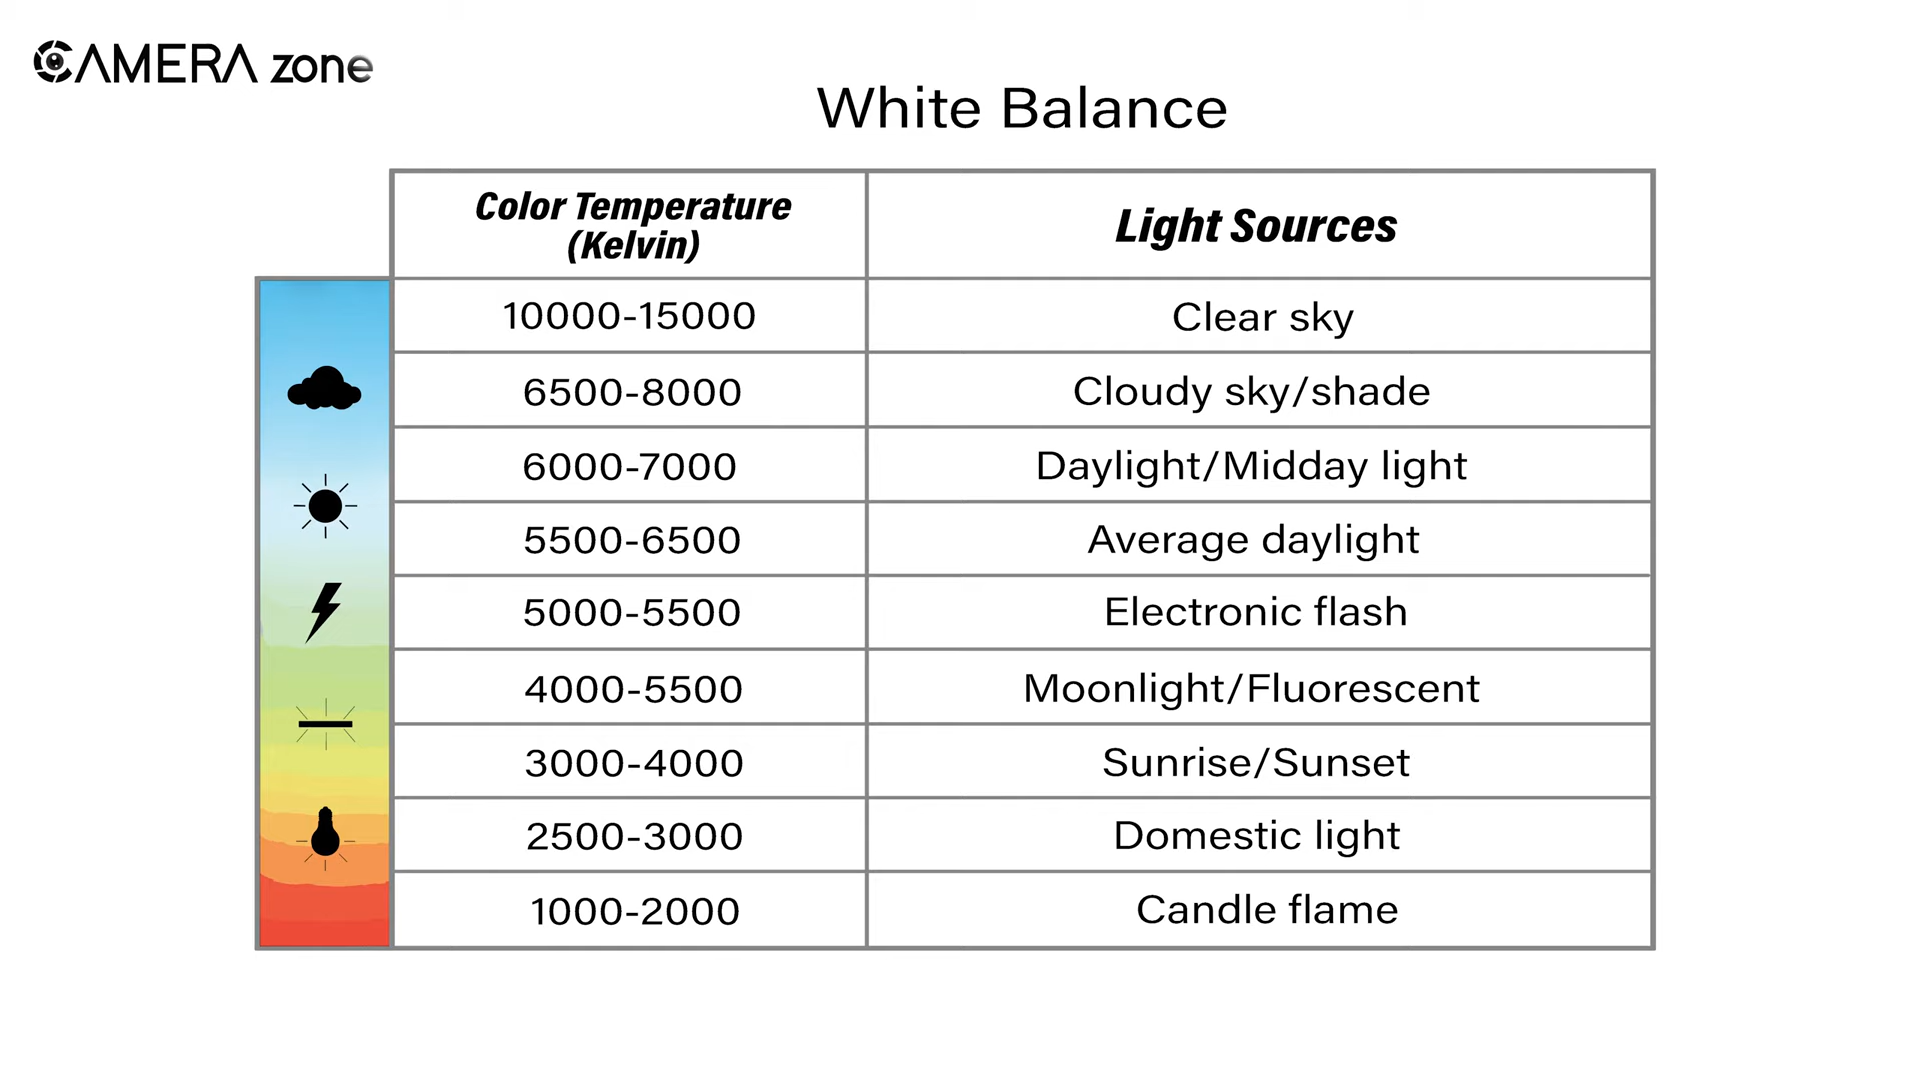 CAMERA zone
White Balance
Color Temperature
(Kelvin)
Light Sources
10000-15000
Clear sky
6500-8000
Cloudy sky/shade
6000-7000
Daylight/Midday light
5500-6500
Average daylight
5000-5500
Electronic flash
4000-5500
Moonlight/Fluorescent
3000-4000
Sunrise/Sunset
2500-3000
Domestic light
1000-2000
Candle flame